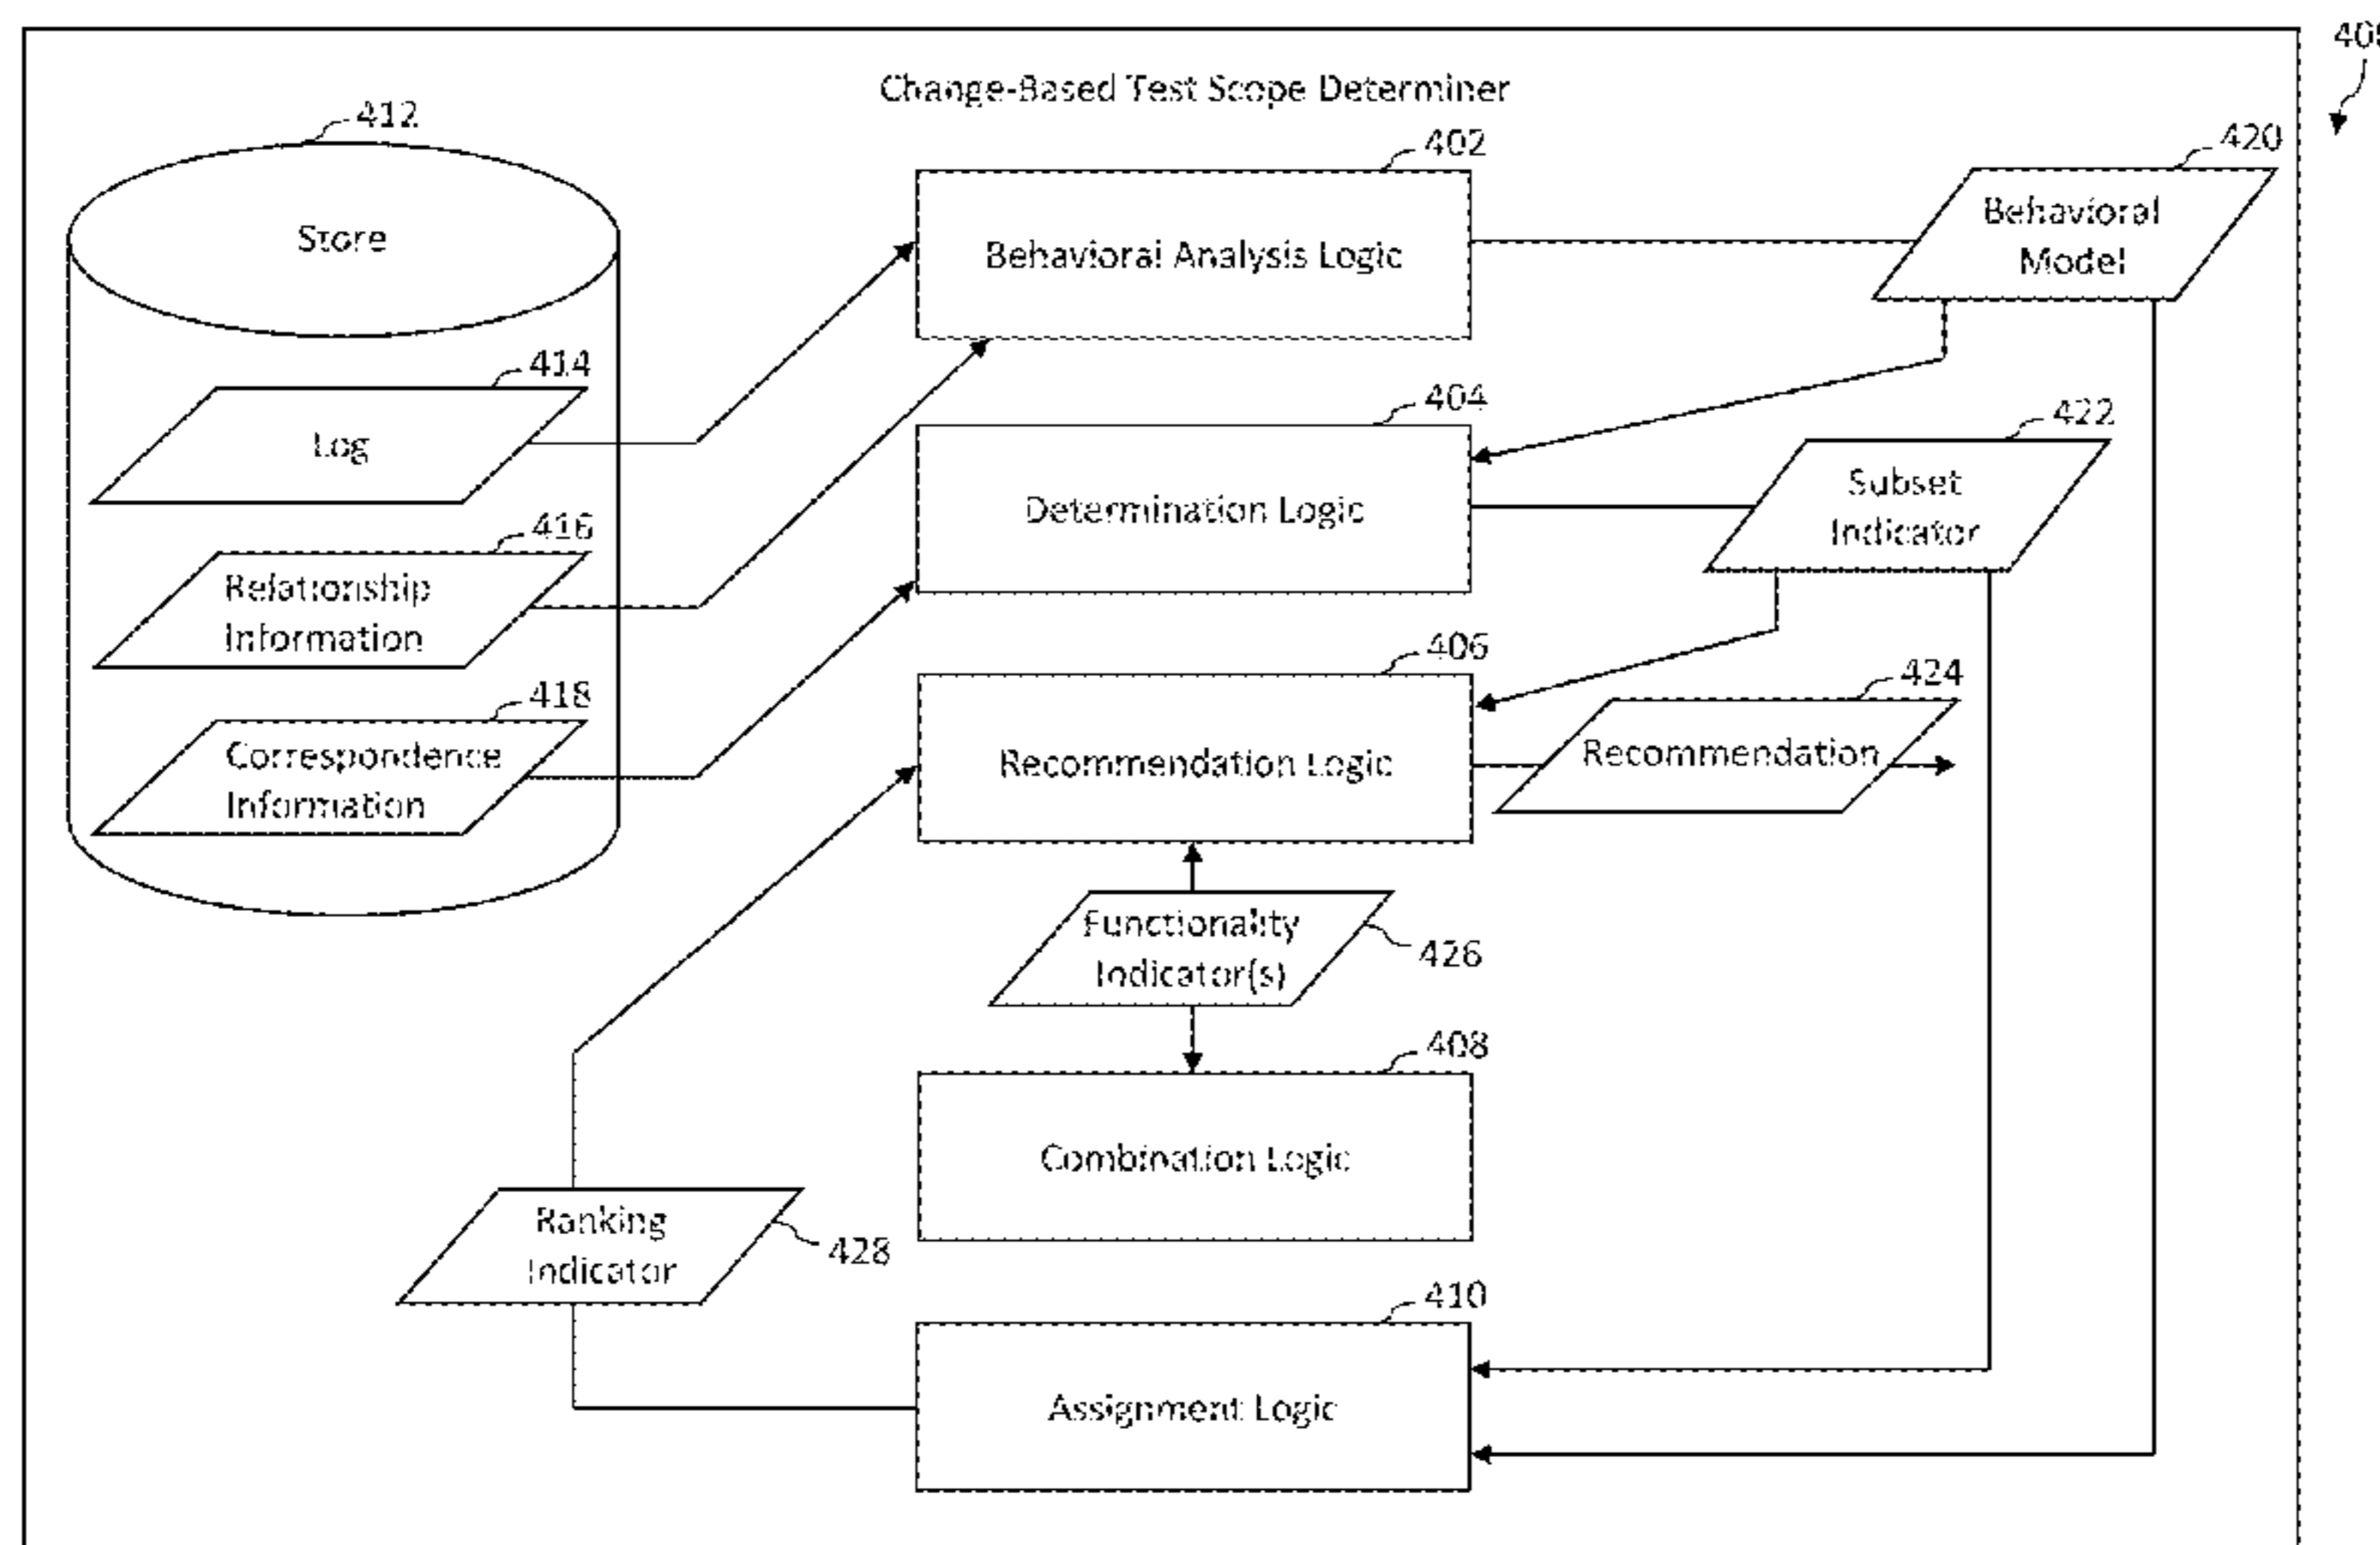 400
Change-Based Test Scope Determiner
412
402
420
Store
Behavioral Analysis Logic
Behavioral
Model
414
Log
404
422
Determination Logic
Subset
Indicator
416
Relationship
Information
406
424
418
Correspondence
Information
Recommendation Logic
Recommendation
Functionality
Indicator(s)
426
408
Combination Logic
Ranking
Indicator
428
410
Assignment Logic